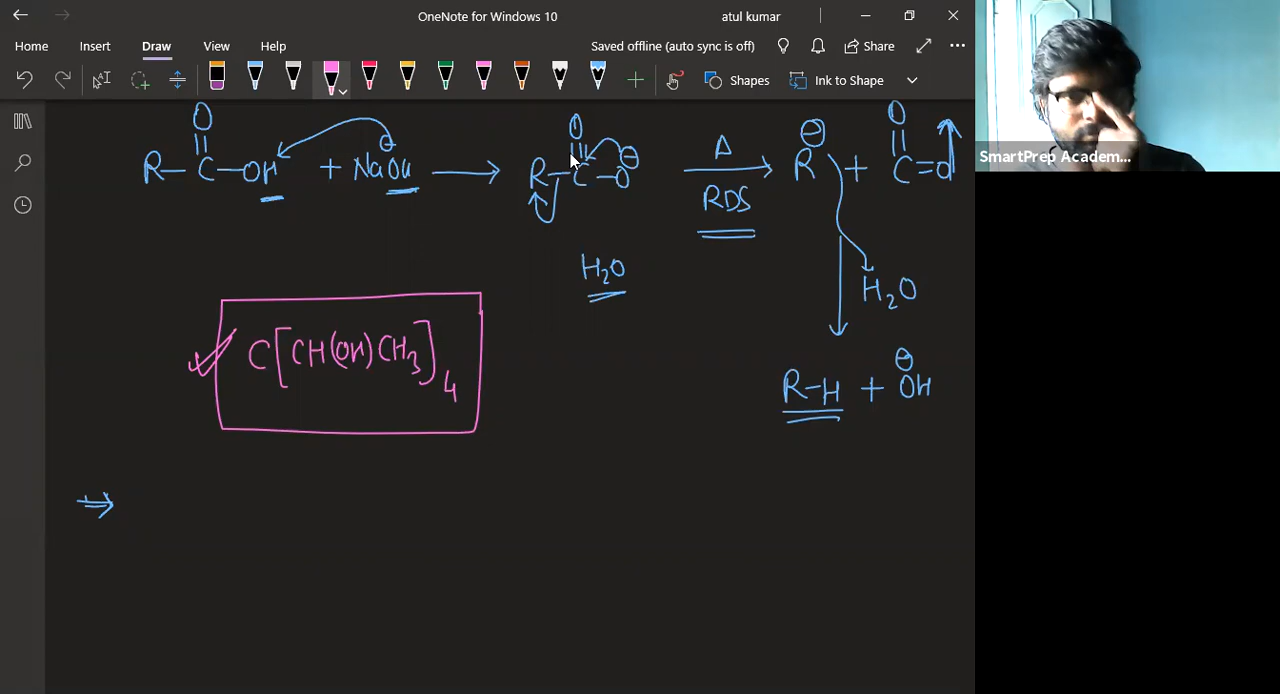 OneNote for Windows 10
atul kumar
Home Insert Draw View Help
Saved offline (auto sync is off)
Share
Shapes
Ink to Shape
SmartPrep Academ...
O
||
R–C–OH + NaOH ⟶ R–C–O⊖ Δ RDS ⟶ R⊖ + C=O
O
||
O
||
H₂O
H₂O
C[CH(OH)CH₃]₄
R–H + ⊖OH
⇒